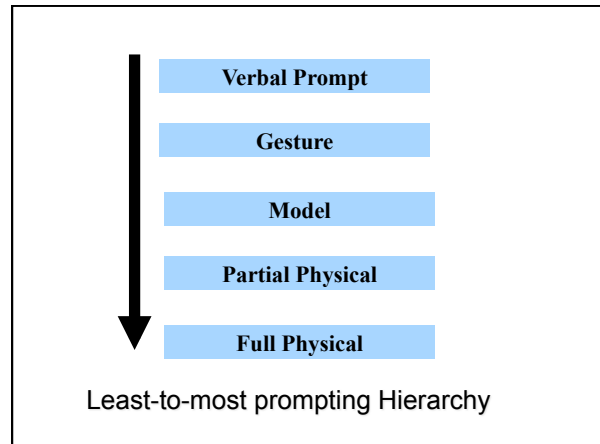 Verbal Prompt
Gesture
Model
Partial Physical
Full Physical
Least-to-most prompting Hierarchy